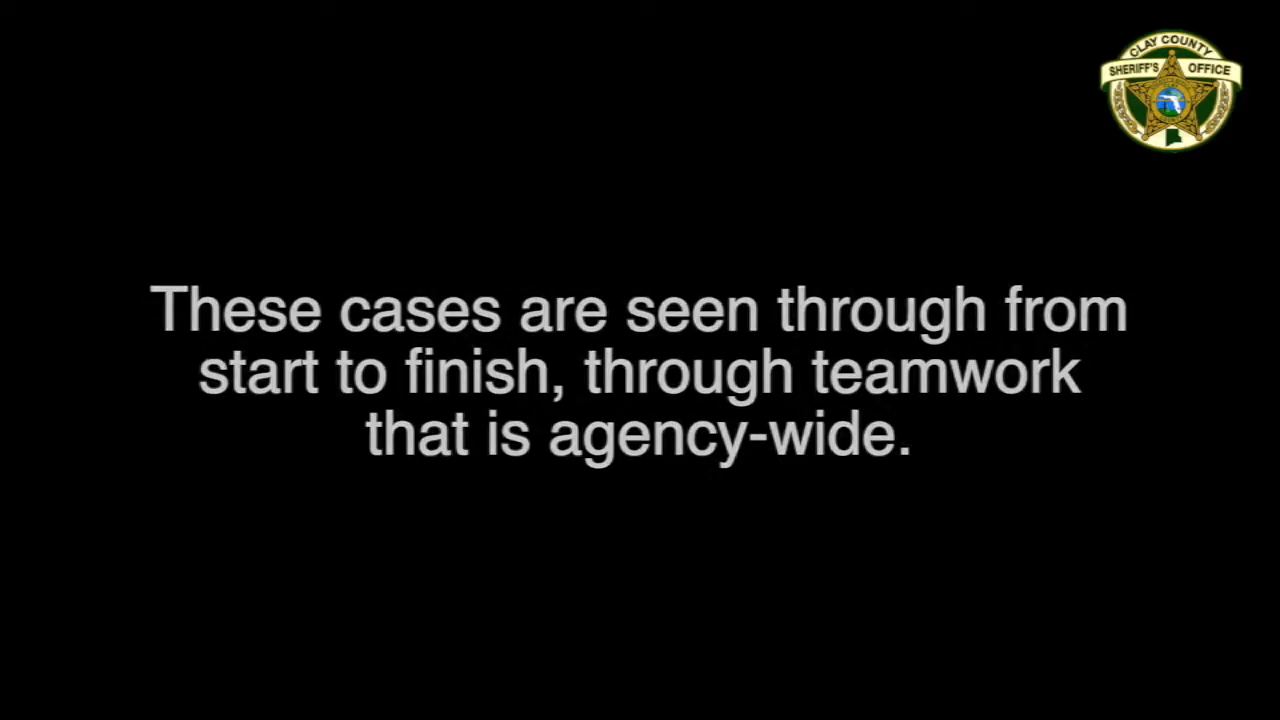 CLAY COUNTY
SHERIFF'S OFFICE
These cases are seen through from
start to finish, through teamwork
that is agency-wide.